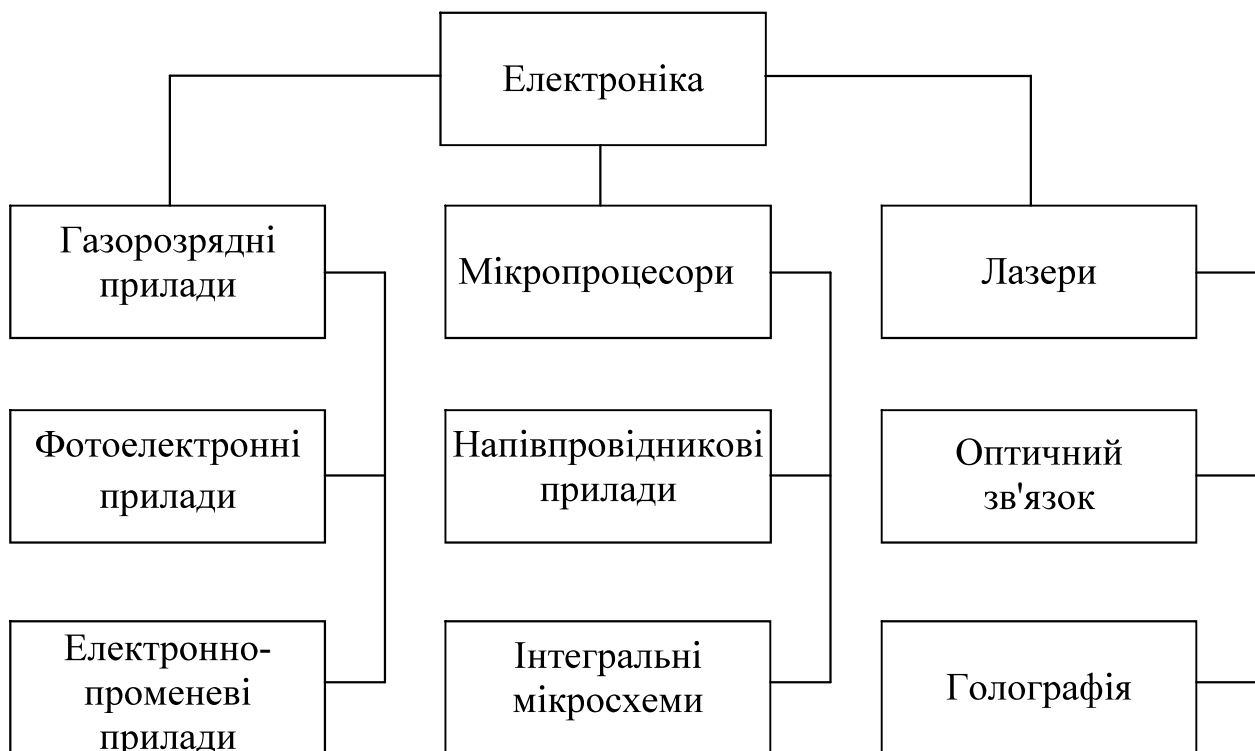 Електроніка
Газорозрядні
прилади
Мікропроцесори
Лазери
Фотоелектронні
прилади
Напівпровідникові
прилади
Оптичний
зв'язок
Електронно-
променеві
прилади
Інтегральні
мікросхеми
Голографія